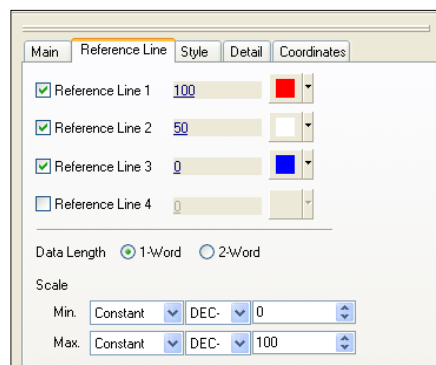 Main Reference Line Style Detail Coordinates
Reference Line 1 100
Reference Line 2 50
Reference Line 3 0
Reference Line 4 0
Data Length 1-Word 2-Word
Scale
Min. Constant DEC- 0
Max. Constant DEC- 100